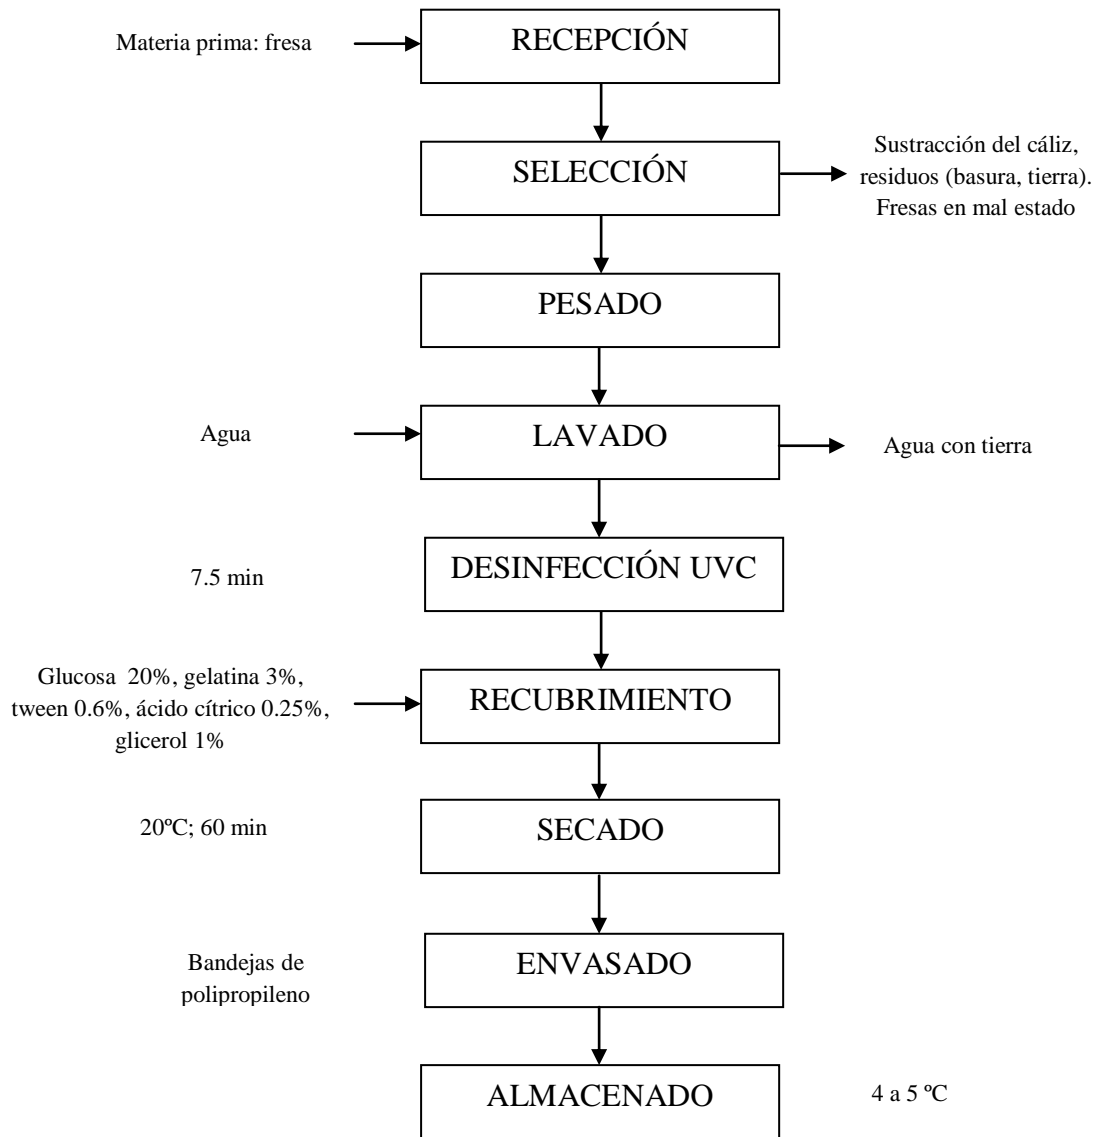 Materia prima: fresa
RECEPCIÓN
SELECCIÓN
Sustracción del cáliz,
residuos (basura, tierra).
Fresas en mal estado
PESADO
Agua
LAVADO
Agua con tierra
7.5 min
DESINFECCIÓN UVC
Glucosa  20%, gelatina 3%,
tween 0.6%, ácido cítrico 0.25%,
glicerol 1%
RECUBRIMIENTO
20ºC; 60 min
SECADO
Bandejas de
polipropileno
ENVASADO
ALMACENADO
4 a 5 ºC